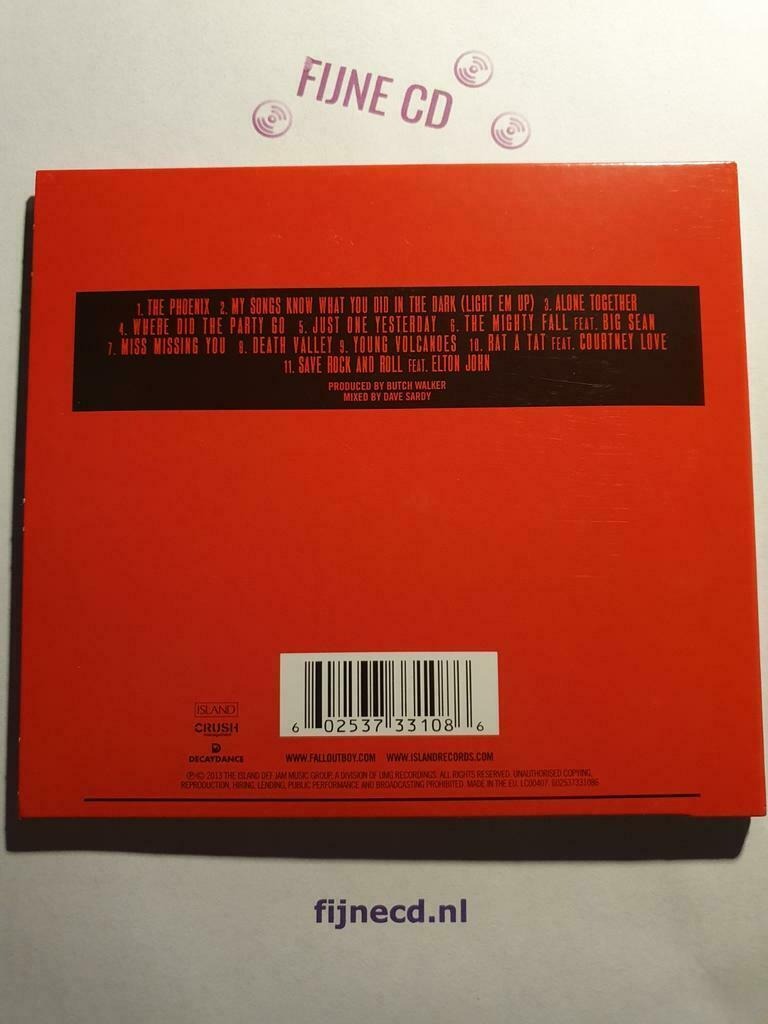 FIJNE CD
1. THE PHOENIX 2. MY SONGS KNOW WHAT YOU DID IN THE DARK (LIGHT EM UP) 3. ALONE TOGETHER
4. WHERE DID THE PARTY GO 5. JUST ONE YESTERDAY 6. THE MIGHTY FALL FEAT. BIG SEAN
7. MISS MISSING YOU 8. DEATH VALLEY 9. YOUNG VOLCANOES 10. RAT A TAT FEAT. COURTNEY LOVE
11. SAVE ROCK AND ROLL FEAT. ELTON JOHN
PRODUCED BY BUTCH WALKER
MIXED BY DAVE SARDY
6 02537 33108 6
ISLAND
CRUSH
management
DECAYDANCE
WWW.FALLOUTBOY.COM WWW.ISLANDRECORDS.COM
℗© 2013 THE ISLAND DEF JAM MUSIC GROUP, A DIVISION OF UMG RECORDINGS. ALL RIGHTS RESERVED. UNAUTHORISED COPYING,
REPRODUCTION, HIRING, LENDING, PUBLIC PERFORMANCE AND BROADCASTING PROHIBITED. MADE IN THE EU. LC00407. 602537331086
fijnecd.nl